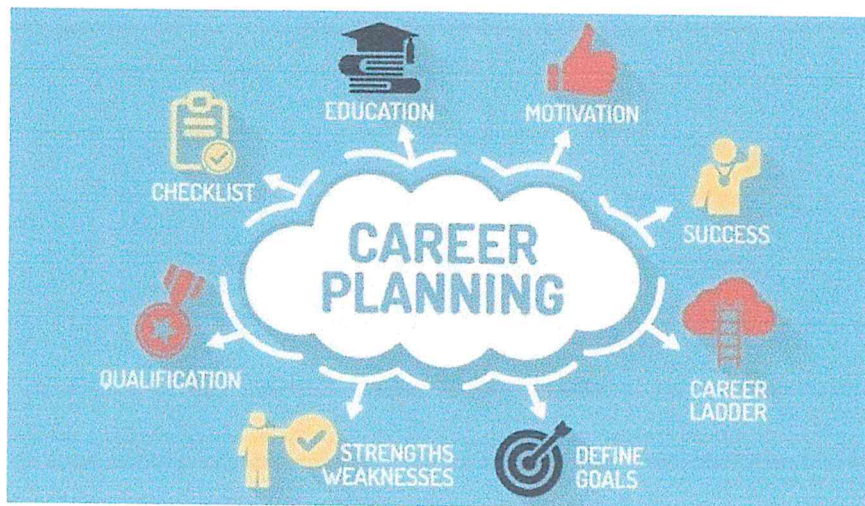 EDUCATION
MOTIVATION
CHECKLIST
SUCCESS
CAREER
PLANNING
QUALIFICATION
CAREER
LADDER
STRENGTHS
WEAKNESSES
DEFINE
GOALS